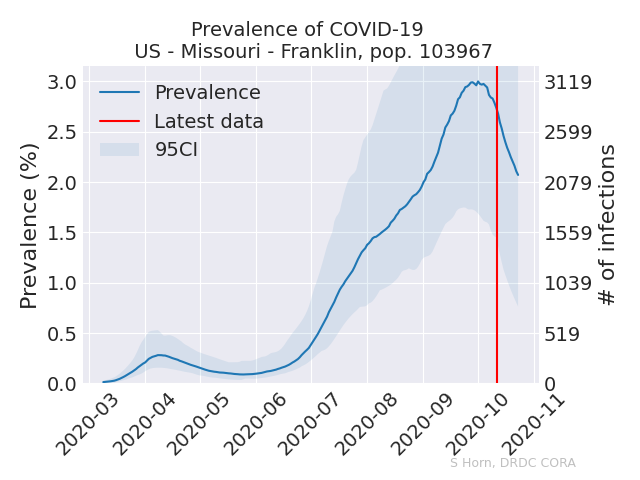 Prevalence of COVID-19
US - Missouri - Franklin, pop. 103967
Prevalence (%)
3.0
2.5
2.0
1.5
1.0
0.5
0.0
Prevalence
Latest data
95CI
3119
2599
2079
1559
1039
519
0
# of infections
2020-03
2020-04
2020-05
2020-06
2020-07
2020-08
2020-09
2020-10
2020-11
S Horn, DRDC CORA